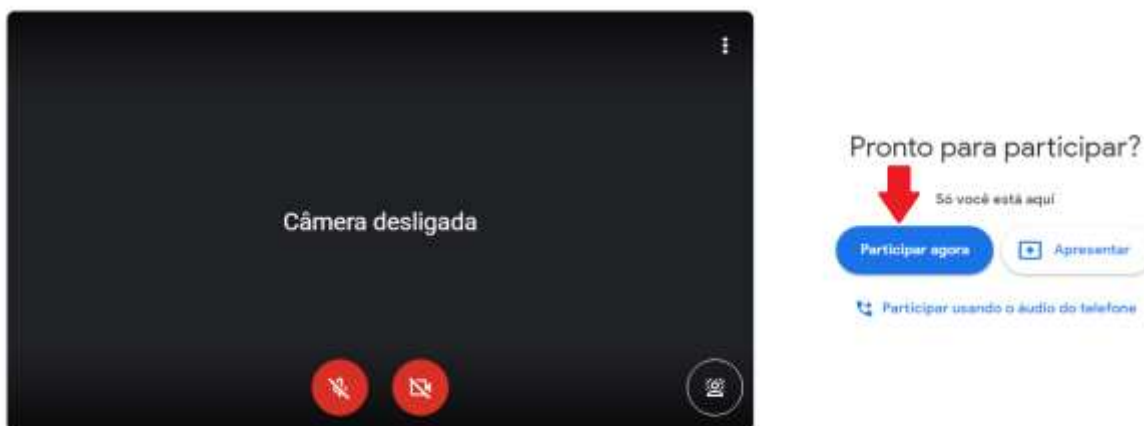 Câmera desligada
Pronto para participar?
Só você está aqui
Participar agora
Apresentar
Participar usando o áudio do telefone